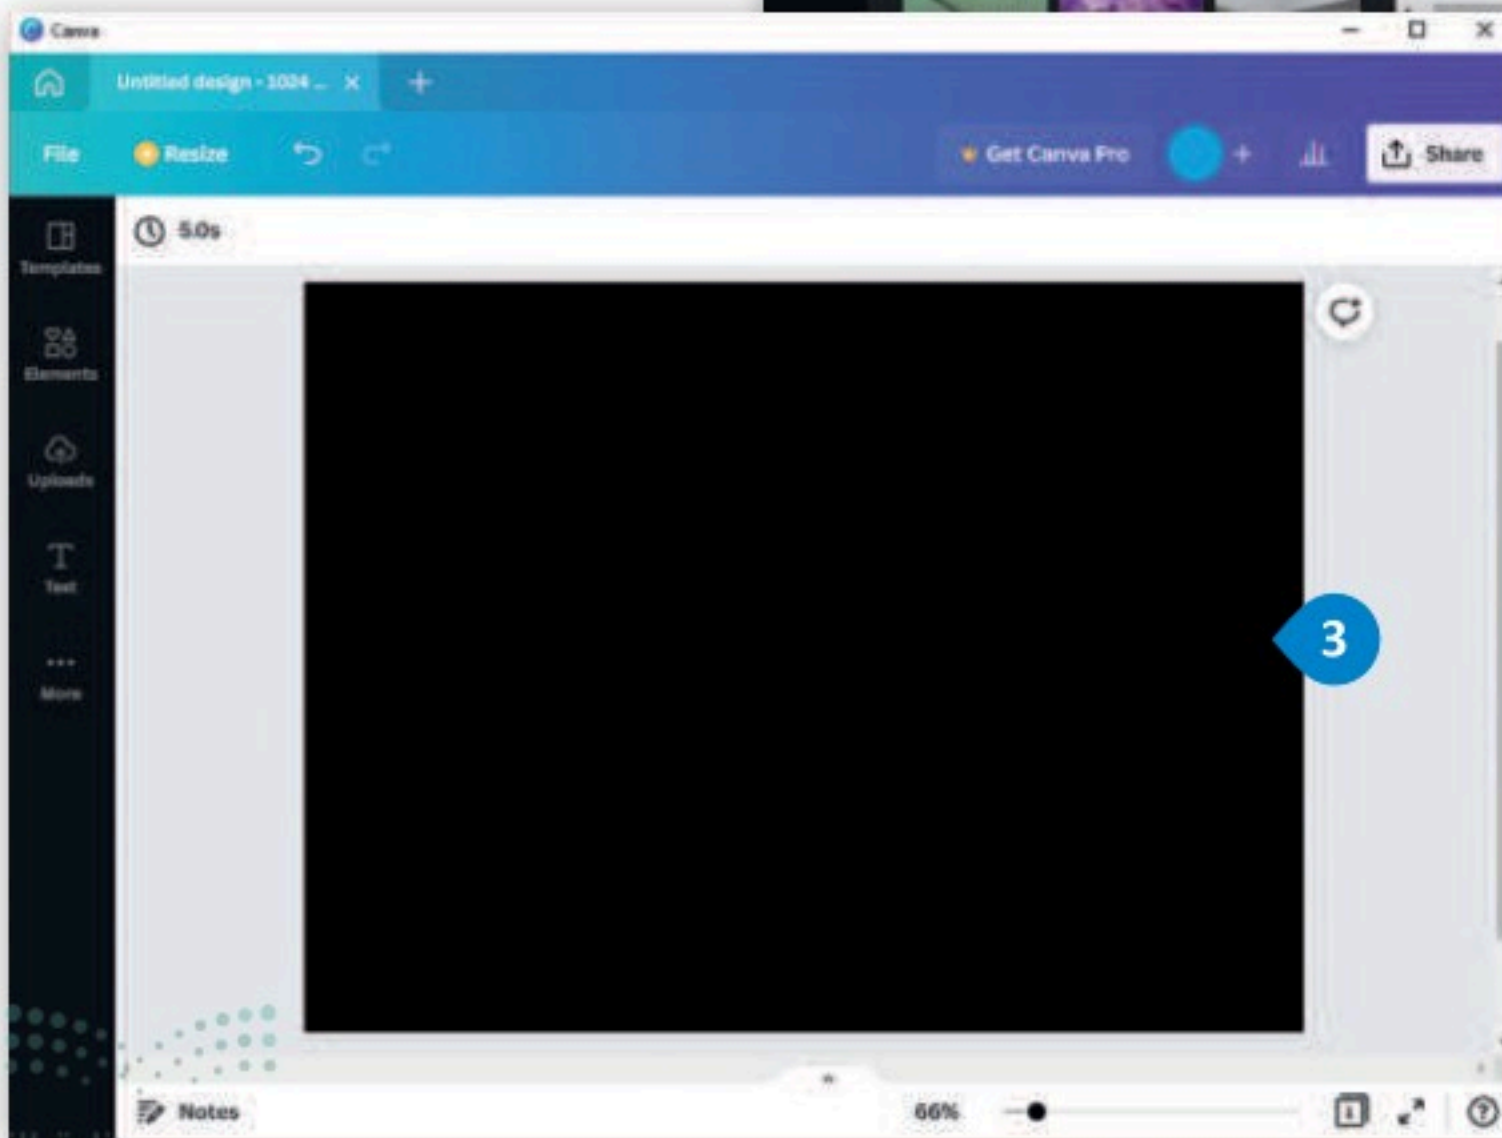 Canva
Untitled design - 1024 ...
File
Resize
Get Canva Pro
Share
5.0s
Templates
Elements
Uploads
Text
More
3
Notes
66%
1